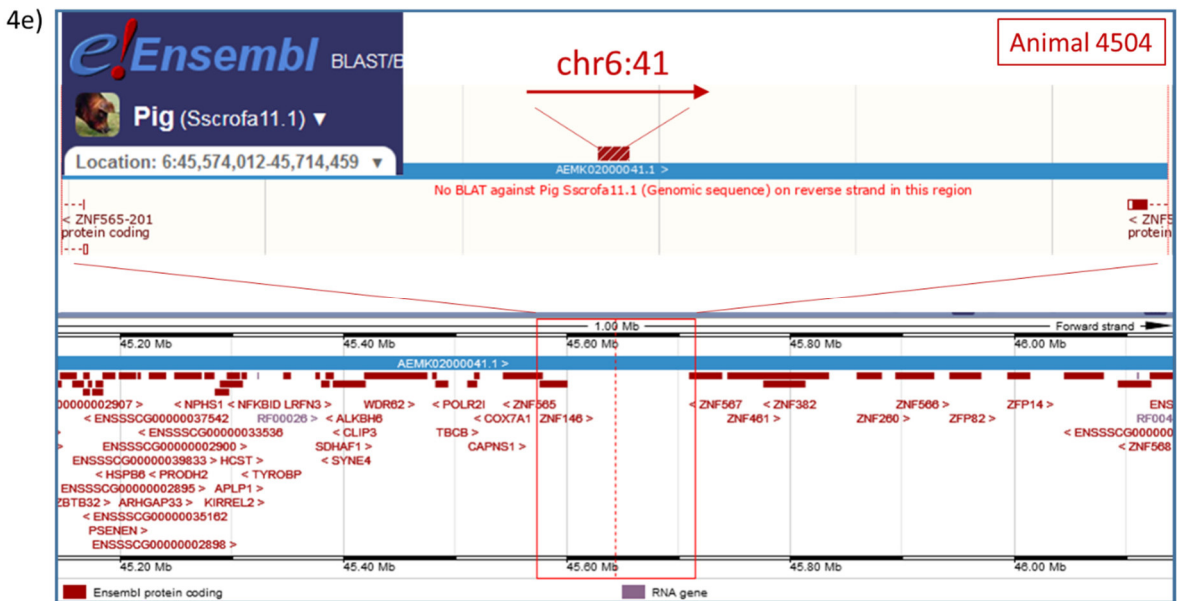 4e)
e!Ensembl BLAST/B
Animal 4504
chr6:41
Pig (Sscrofa11.1) ▼
Location: 6:45,574,012-45,714,459 ▼
AEMK02000041.1 >
No BLAT against Pig Sscrofa11.1 (Genomic sequence) on reverse strand in this region
< ZNF565-201
protein coding
< ZNF5
protein
1.00 Mb
Forward strand
45.20 Mb 45.40 Mb 45.60 Mb 45.80 Mb 46.00 Mb
AEMK02000041.1 >
00000002907 > < NPHS1 < NFKBID LRFN3 > WDR62 > < POLR2I < ZNF565 < ZNF567 < ZNF382 ZNF566 > ZFP14 > ENS
< ENSSSCG00000037542 RF00026 > < ALKBH6 < COX7A1 ZNF146 > ZNF461 > ZNF260 > ZFP82 > RF004
< ENSSSCG00000033536 < CLIP3 TBCB > < ENSSSCG000000
ENSSSCG00000002900 > SDHAF1 > CAPNS1 > < ZNF568
ENSSSCG00000039833 > HCST > < SYNE4
< HSPB6 < PRODH2 < TYROBP
ENSSSCG00000002895 > APLP1 >
ZBTB32 > ARHGAP33 > KIRREL2 >
< ENSSSCG00000035162
PSENEN >
ENSSSCG00000002898 >
45.20 Mb 45.40 Mb 45.60 Mb 45.80 Mb 46.00 Mb
Ensembl protein coding RNA gene